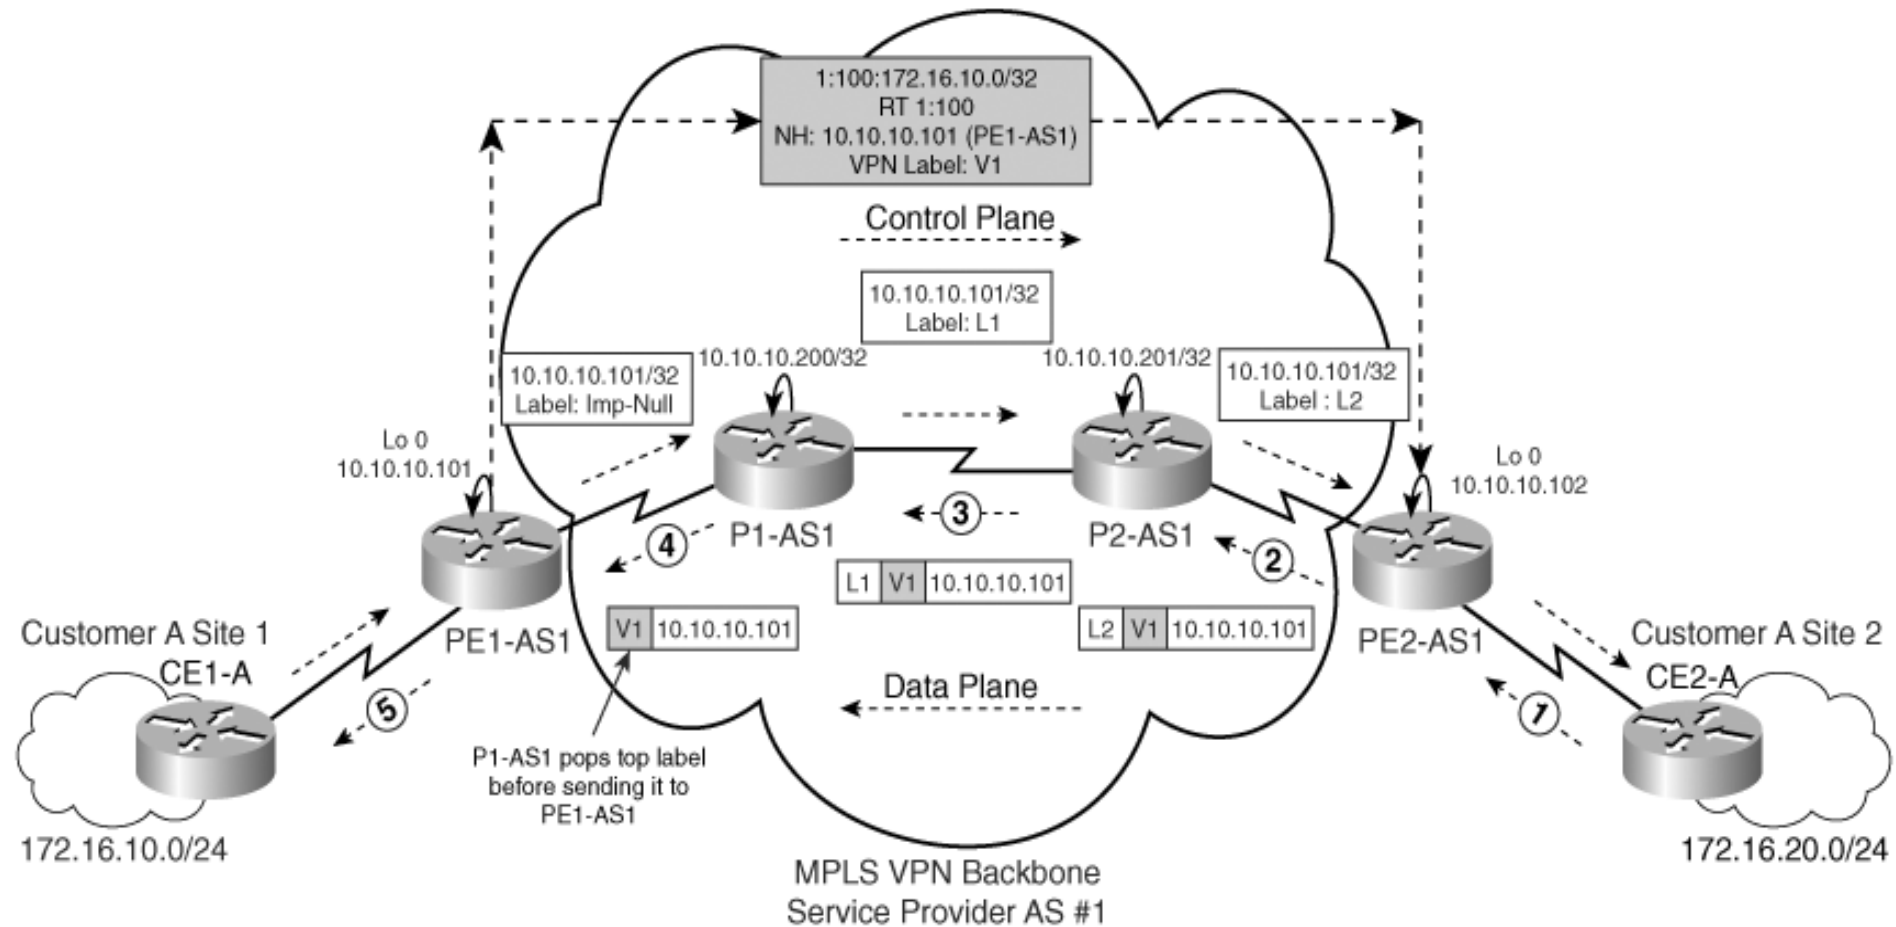 1:100:172.16.10.0/32
RT 1:100
NH: 10.10.10.101 (PE1-AS1)
VPN Label: V1
Control Plane
10.10.10.101/32
Label: L1
10.10.10.101/32
Label: Imp-Null
10.10.10.200/32
10.10.10.201/32
10.10.10.101/32
Label : L2
Lo 0
10.10.10.101
Lo 0
10.10.10.102
P1-AS1
P2-AS1
4
3
2
L1 V1 10.10.10.101
V1 10.10.10.101
L2 V1 10.10.10.101
PE1-AS1
PE2-AS1
Customer A Site 1
CE1-A
Customer A Site 2
CE2-A
5
1
Data Plane
P1-AS1 pops top label
before sending it to
PE1-AS1
172.16.10.0/24
172.16.20.0/24
MPLS VPN Backbone
Service Provider AS #1